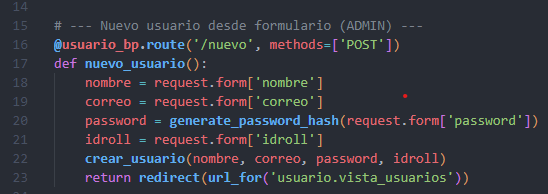 14
15
16 # --- Nuevo usuario desde formulario (ADMIN) ---
17 @usuario_bp.route('/nuevo', methods=['POST'])
18 def nuevo_usuario():
18     nombre = request.form['nombre']
19     correo = request.form['correo']
20     password = generate_password_hash(request.form['password'])
21     idroll = request.form['idroll']
22     crear_usuario(nombre, correo, password, idroll)
23     return redirect(url_for('usuario.vista_usuarios'))